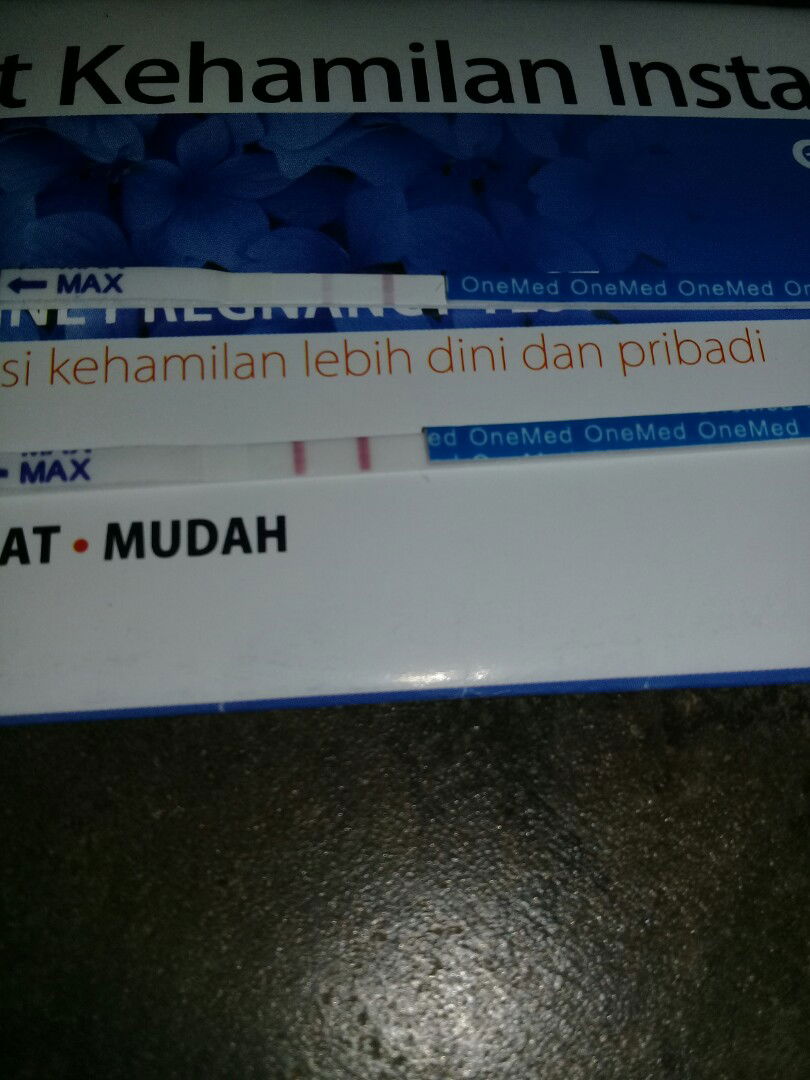 t Kehamilan Insta
MAX OneMed OneMed OneMed On
si kehamilan lebih dini dan pribadi
MAX ed OneMed OneMed OneMed
AT • MUDAH